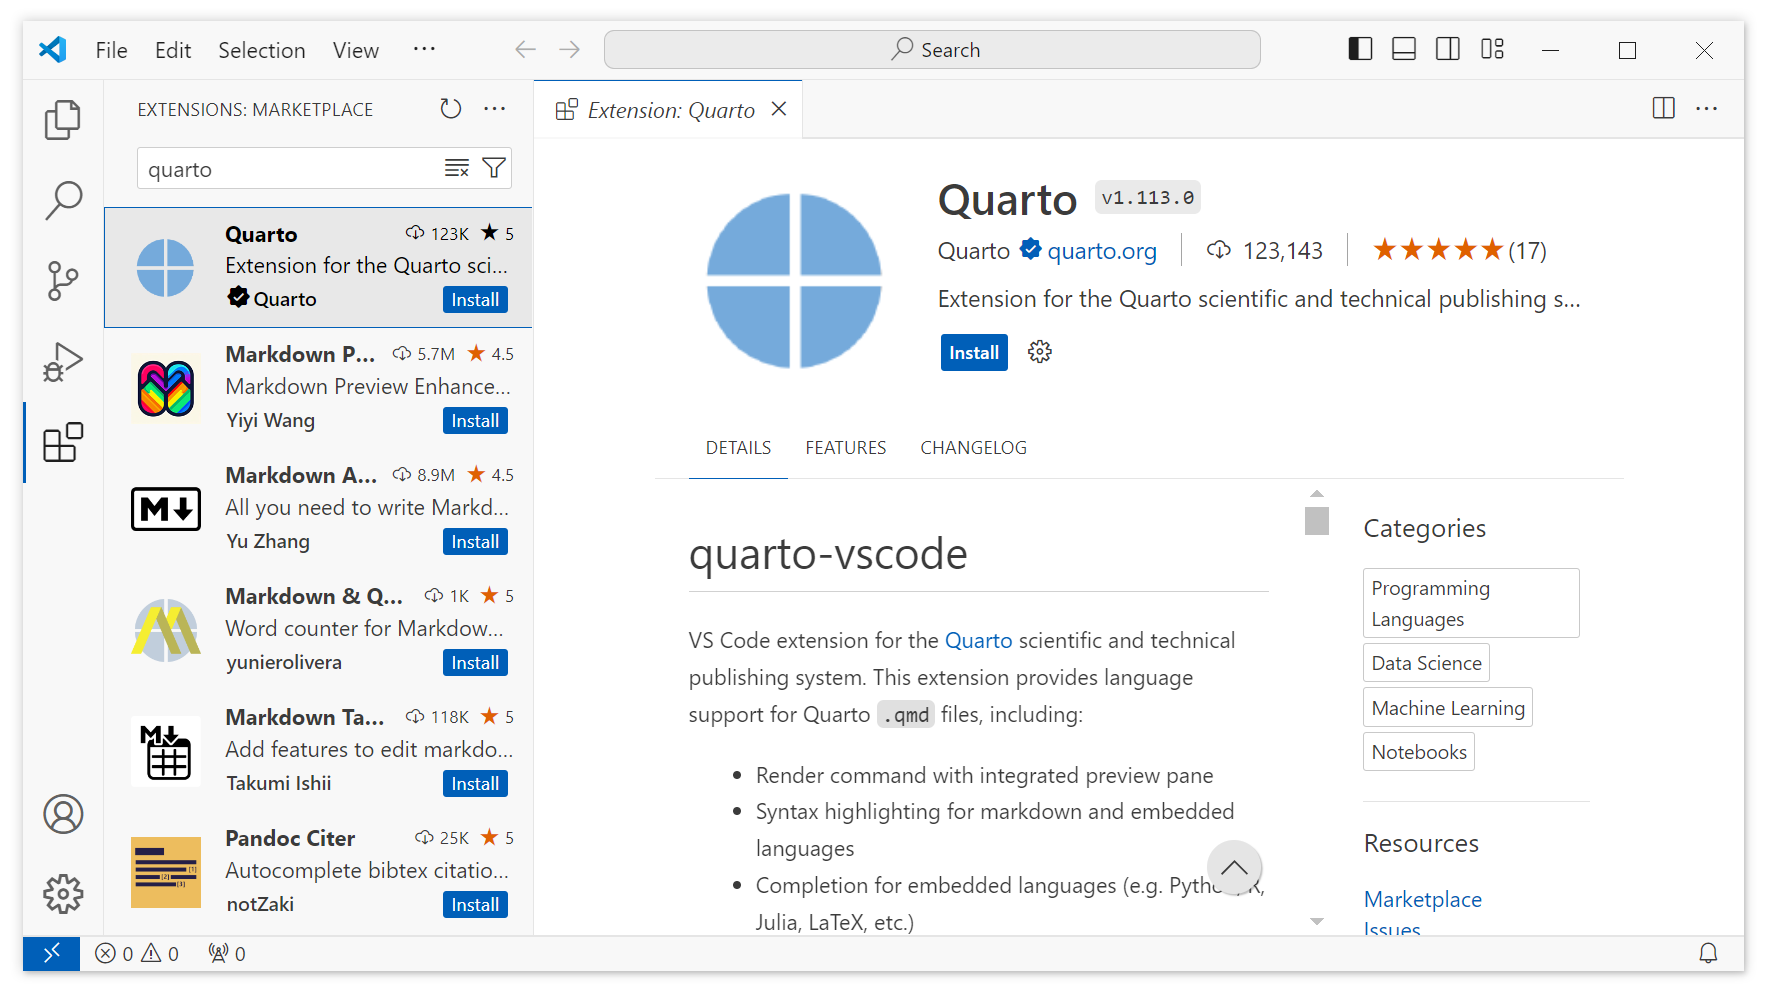 File Edit Selection View ···
Search
EXTENSIONS: MARKETPLACE
quarto
Quarto 123K ★ 5
Extension for the Quarto sci...
Quarto Install
Markdown P... 5.7M ★ 4.5
Markdown Preview Enhance...
Yiyi Wang Install
Markdown A... 8.9M ★ 4.5
All you need to write Markd...
Yu Zhang Install
Markdown & Q... 1K ★ 5
Word counter for Markdow...
yunierolivera Install
Markdown Ta... 118K ★ 5
Add features to edit markdo...
Takumi Ishii Install
Pandoc Citer 25K ★ 5
Autocomplete bibtex citatio...
notZaki Install
Extension: Quarto
Quarto v1.113.0
Quarto quarto.org 123,143 ★★★★★(17)
Extension for the Quarto scientific and technical publishing s...
Install
DETAILS FEATURES CHANGELOG
quarto-vscode
VS Code extension for the Quarto scientific and technical
publishing system. This extension provides language
support for Quarto .qmd files, including:
• Render command with integrated preview pane
• Syntax highlighting for markdown and embedded
languages
• Completion for embedded languages (e.g. Python, R,
Julia, LaTeX, etc.)
Categories
Programming
Languages
Data Science
Machine Learning
Notebooks
Resources
Marketplace
Issues
0 0 0